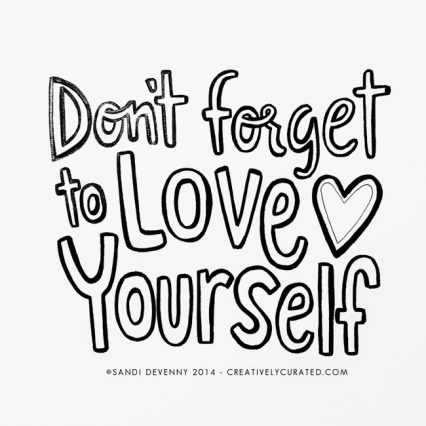 Don't forget
to Love
Yourself
©SANDI DEVENNY 2014 - CREATIVELYCURATED.COM